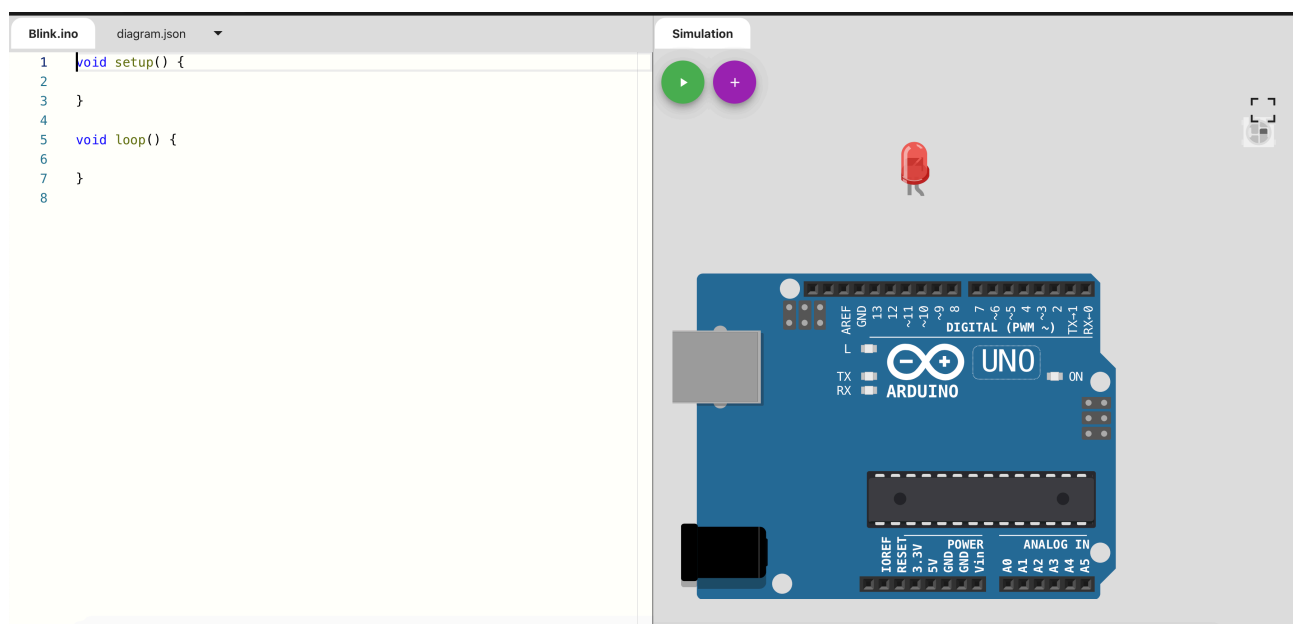 Blink.ino diagram.json
1 void setup() {
2
3 }
4
5 void loop() {
6
7 }
8
Simulation
AREF
GND
13
12
~11
~10
~9
8
7
~6
~5
4
~3
2
TX→1
RX←0
DIGITAL (PWM ~)
L
TX
RX
UNO
ON
ARDUINO
IOREF
RESET
3.3V
5V
GND
GND
Vin
POWER
ANALOG IN
A0
A1
A2
A3
A4
A5